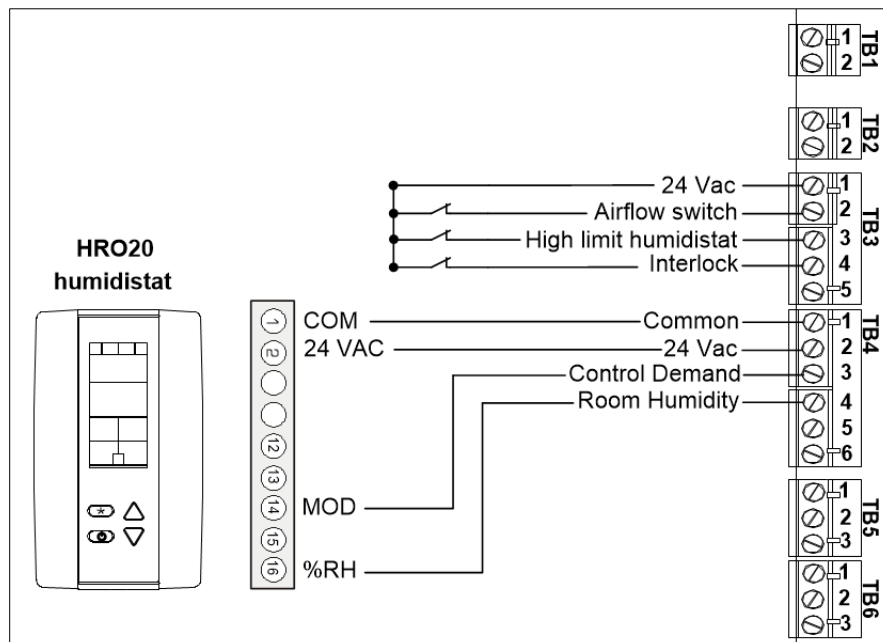 1
2
TB1
1
2
TB2
24 Vac 1
Airflow switch 2
High limit humidistat 3
Interlock 4
5
TB3
HRO20
humidistat
1 COM Common 1
2 24 VAC 24 Vac 2
Control Demand 3
Room Humidity 4
12 5
13 6
TB4
14 MOD
15
16 %RH
1
2
3
TB5
1
2
3
TB6